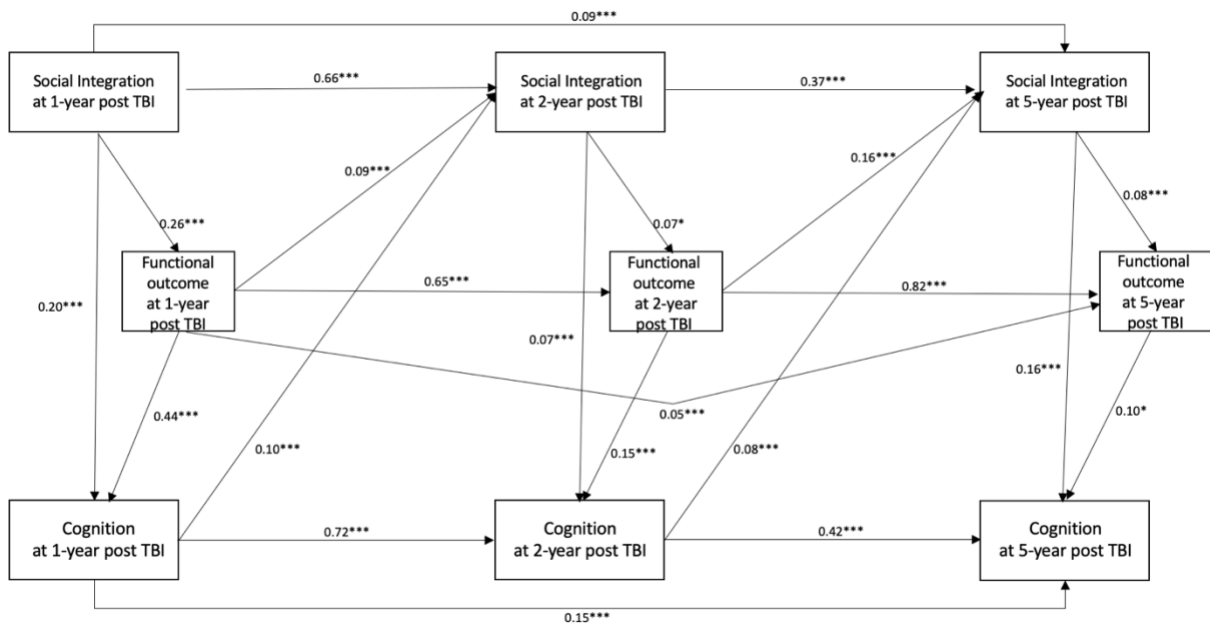 0.09***
Social Integration
at 1-year post TBI
0.66***
Social Integration
at 2-year post TBI
0.37***
Social Integration
at 5-year post TBI
0.09***
0.16***
0.26***
0.07*
0.08***
Functional
outcome
at 1-year
post TBI
0.65***
Functional
outcome
at 2-year
post TBI
0.82***
Functional
outcome
at 5-year
post TBI
0.20***
0.07***
0.16***
0.44***
0.05***
0.10*
0.10***
0.15***
0.08***
Cognition
at 1-year post TBI
0.72***
Cognition
at 2-year post TBI
0.42***
Cognition
at 5-year post TBI
0.15***